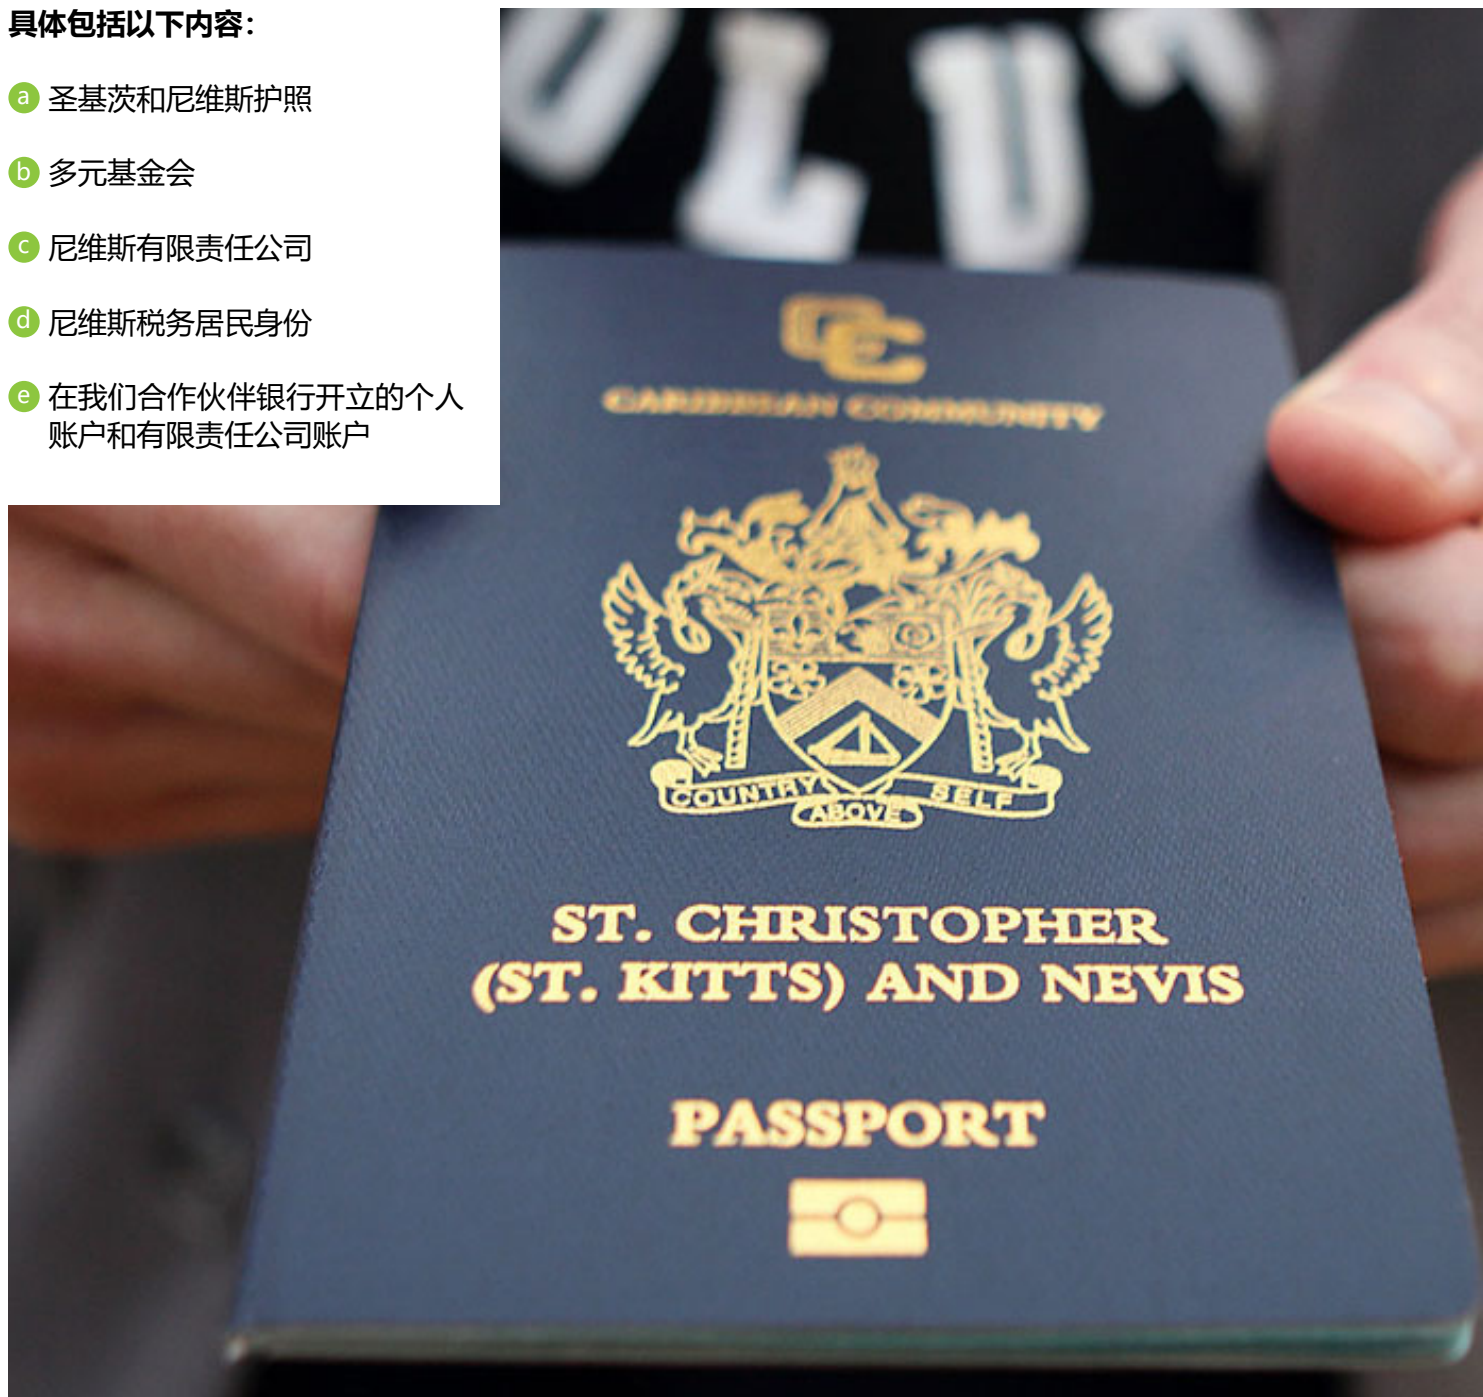 具体包括以下内容：
a 圣基茨和尼维斯护照
b 多元基金会
c 尼维斯有限责任公司
d 尼维斯税务居民身份
e 在我们合作伙伴银行开立的个人
账户和有限责任公司账户
CARIBBEAN COMMUNITY
COUNTRY ABOVE SELF
ST. CHRISTOPHER
(ST. KITTS) AND NEVIS
PASSPORT